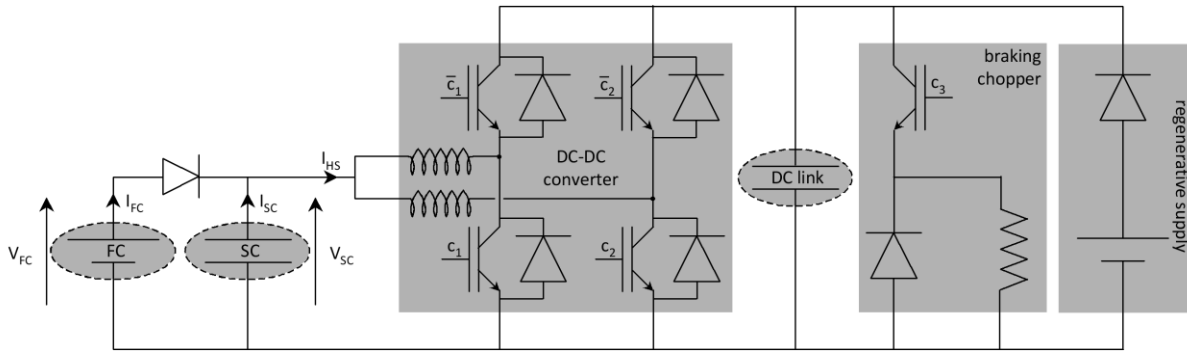 c̅₁
c̅₂
c₃
braking
chopper
regenerative supply
DC-DC
converter
DC link
I_HS
I_FC
I_SC
V_FC
FC
SC
V_SC
c₁
c₂